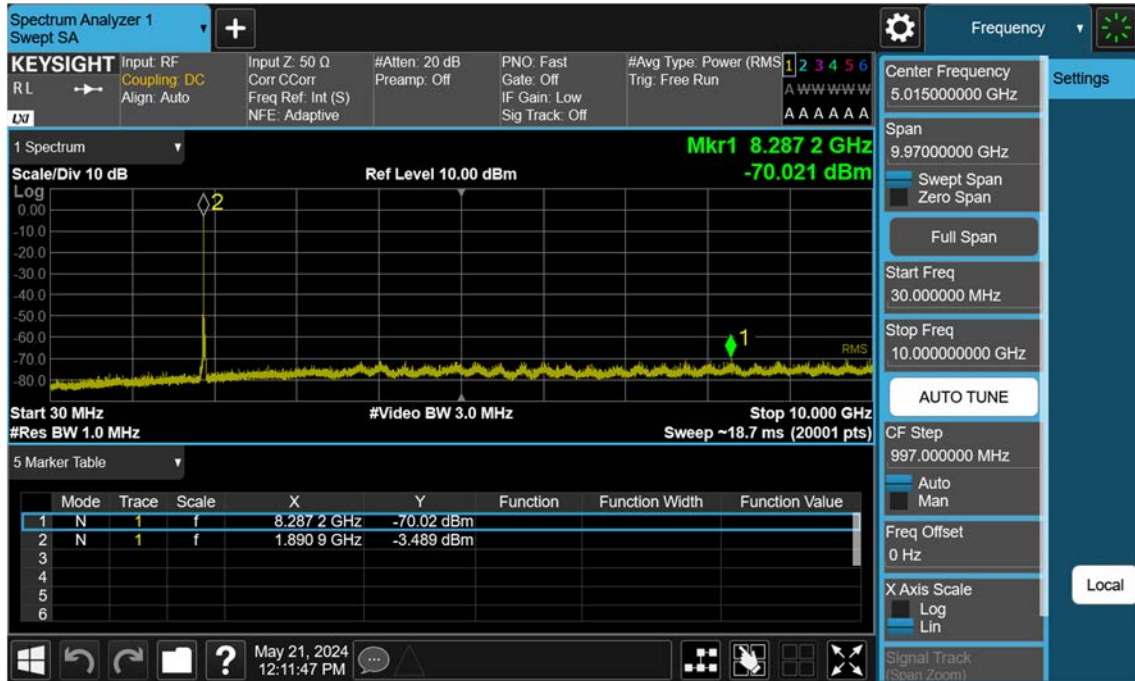 Spectrum Analyzer 1
Swept SA
+
Frequency
KEYSIGHT
RL
LXI
Input: RF
Coupling: DC
Align: Auto
Input Z: 50 Ω
Corr CCorr
Freq Ref: Int (S)
NFE: Adaptive
#Atten: 20 dB
Preamp: Off
PNO: Fast
Gate: Off
IF Gain: Low
Sig Track: Off
#Avg Type: Power (RMS
Trig: Free Run
1 2 3 4 5 6
A W W W W W
A A A A A A
1 Spectrum
Mkr1 8.287 2 GHz
-70.021 dBm
Scale/Div 10 dB
Ref Level 10.00 dBm
Log
0.00
-10.0
-20.0
-30.0
-40.0
-50.0
-60.0
-70.0
-80.0
2
1
RMS
Start 30 MHz
#Video BW 3.0 MHz
Stop 10.000 GHz
#Res BW 1.0 MHz
Sweep ~18.7 ms (20001 pts)
5 Marker Table
Mode Trace Scale X Y Function Function Width Function Value
1 N 1 f 8.287 2 GHz -70.02 dBm
2 N 1 f 1.890 9 GHz -3.489 dBm
3
4
5
6
May 21, 2024
12:11:47 PM
?
Center Frequency
5.015000000 GHz
Settings
Span
9.97000000 GHz
Swept Span
Zero Span
Full Span
Start Freq
30.000000 MHz
Stop Freq
10.000000000 GHz
AUTO TUNE
CF Step
997.000000 MHz
Auto
Man
Freq Offset
0 Hz
X Axis Scale
Log
Lin
Local
Signal Track
(Span Zoom)